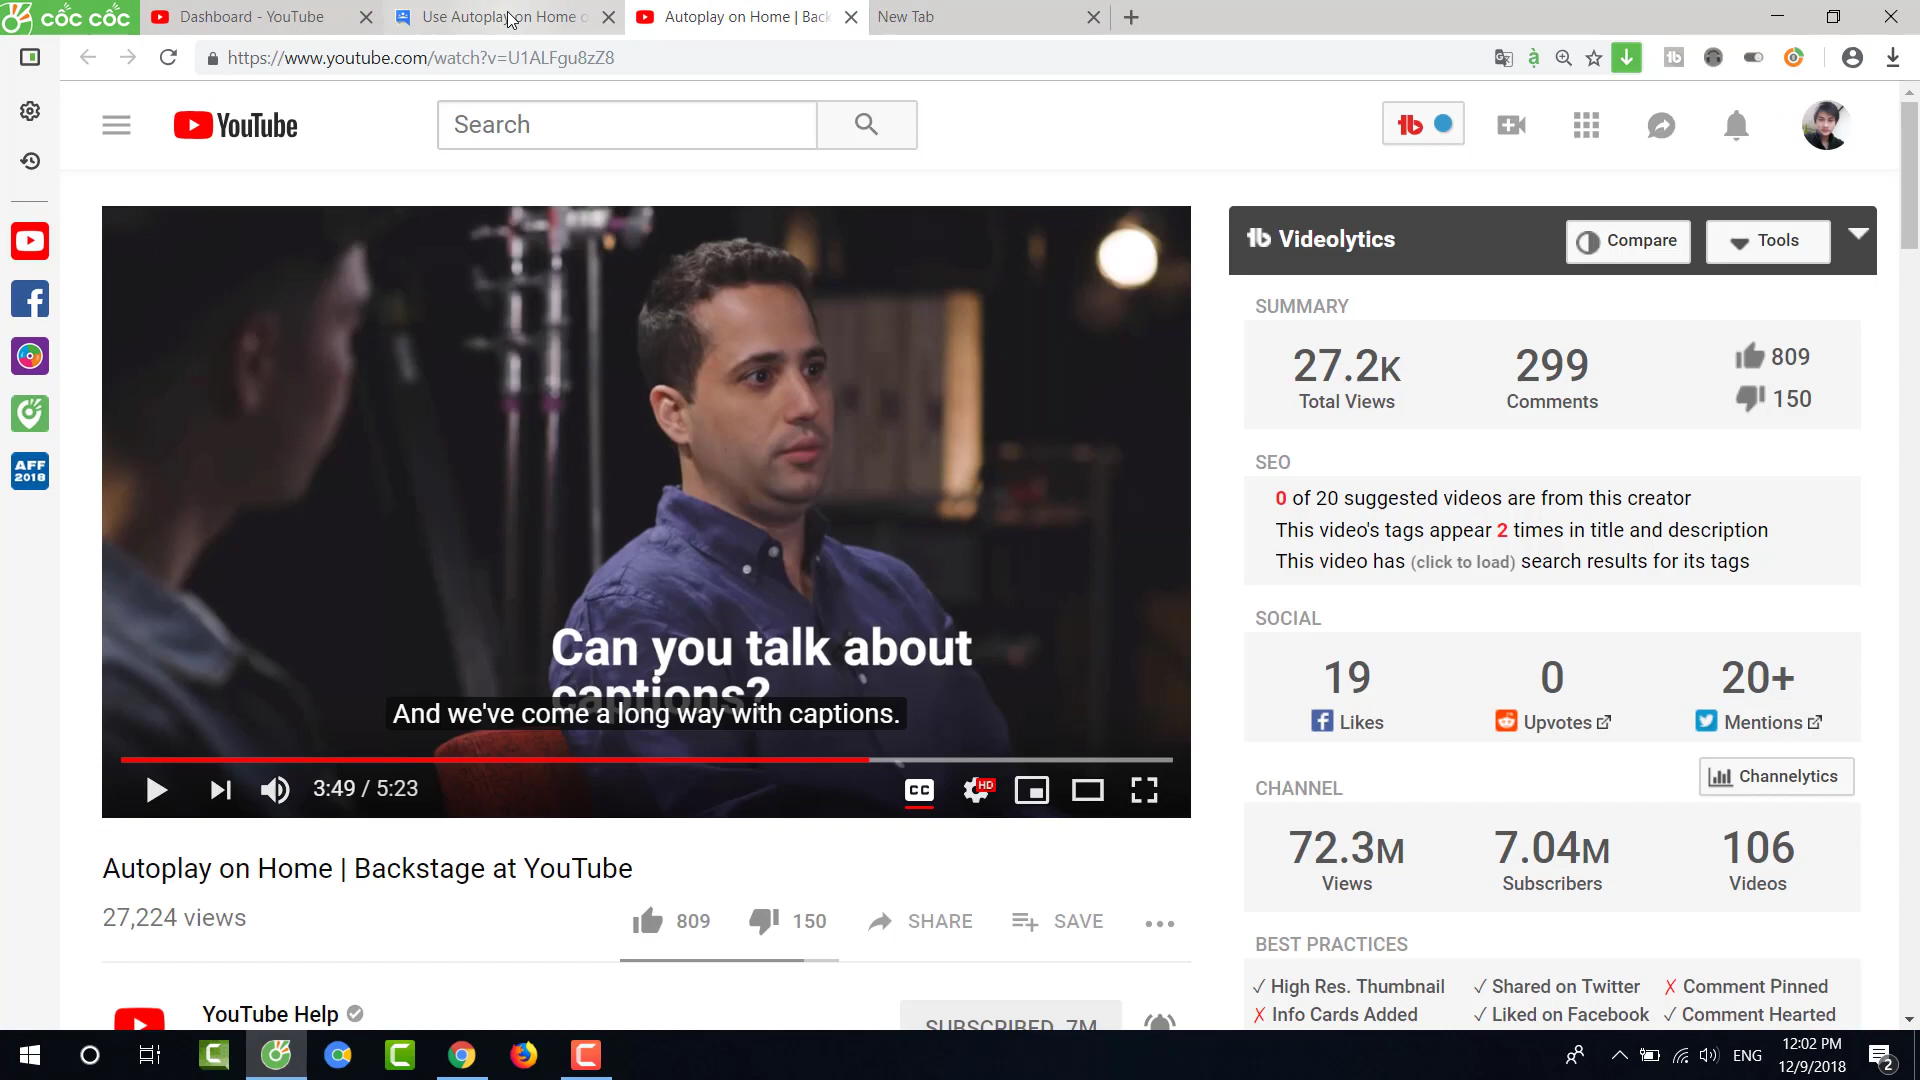 CỐC CỐC
Dashboard - YouTube
Use Autoplay on Home o
Autoplay on Home | Back
New Tab
https://www.youtube.com/watch?v=U1ALFgu8zZ8
YouTube
Search
Videolytics
Compare
Tools
SUMMARY
27.2K
Total Views
299
Comments
809
150
SEO
0 of 20 suggested videos are from this creator
This video's tags appear 2 times in title and description
This video has (click to load) search results for its tags
SOCIAL
19
Likes
0
Upvotes
20+
Mentions
Channelytics
CHANNEL
72.3M
Views
7.04M
Subscribers
106
Videos
BEST PRACTICES
✓ High Res. Thumbnail
✓ Shared on Twitter
✗ Comment Pinned
✗ Info Cards Added
✓ Liked on Facebook
✓ Comment Hearted
AFF
2018
Can you talk about
captions?
And we've come a long way with captions.
3:49 / 5:23
CC
HD
Autoplay on Home | Backstage at YouTube
27,224 views
809
150
SHARE
SAVE
YouTube Help
SUBSCRIBED 7M
ENG
12:02 PM
12/9/2018
2